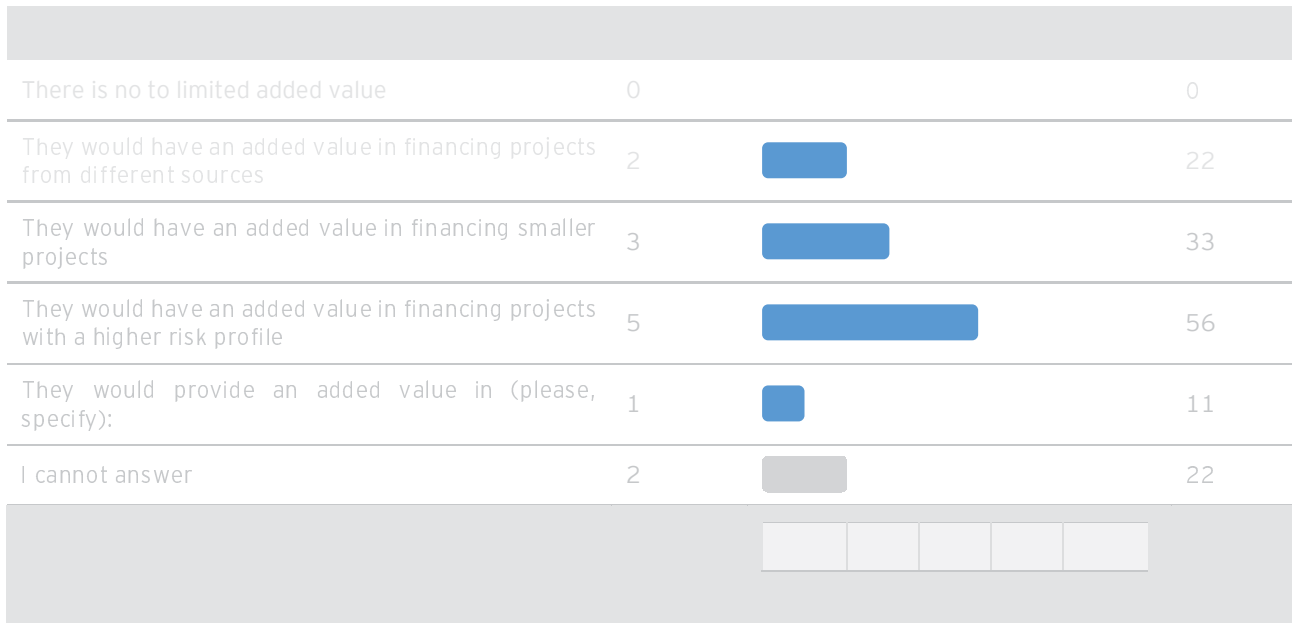 There is no to limited added value 0 0
They would have an added value in financing projects
from different sources 2 22
They would have an added value in financing smaller
projects 3 33
They would have an added value in financing projects
with a higher risk profile 5 56
They would provide an added value in (please,
specify): 1 11
I cannot answer 2 22